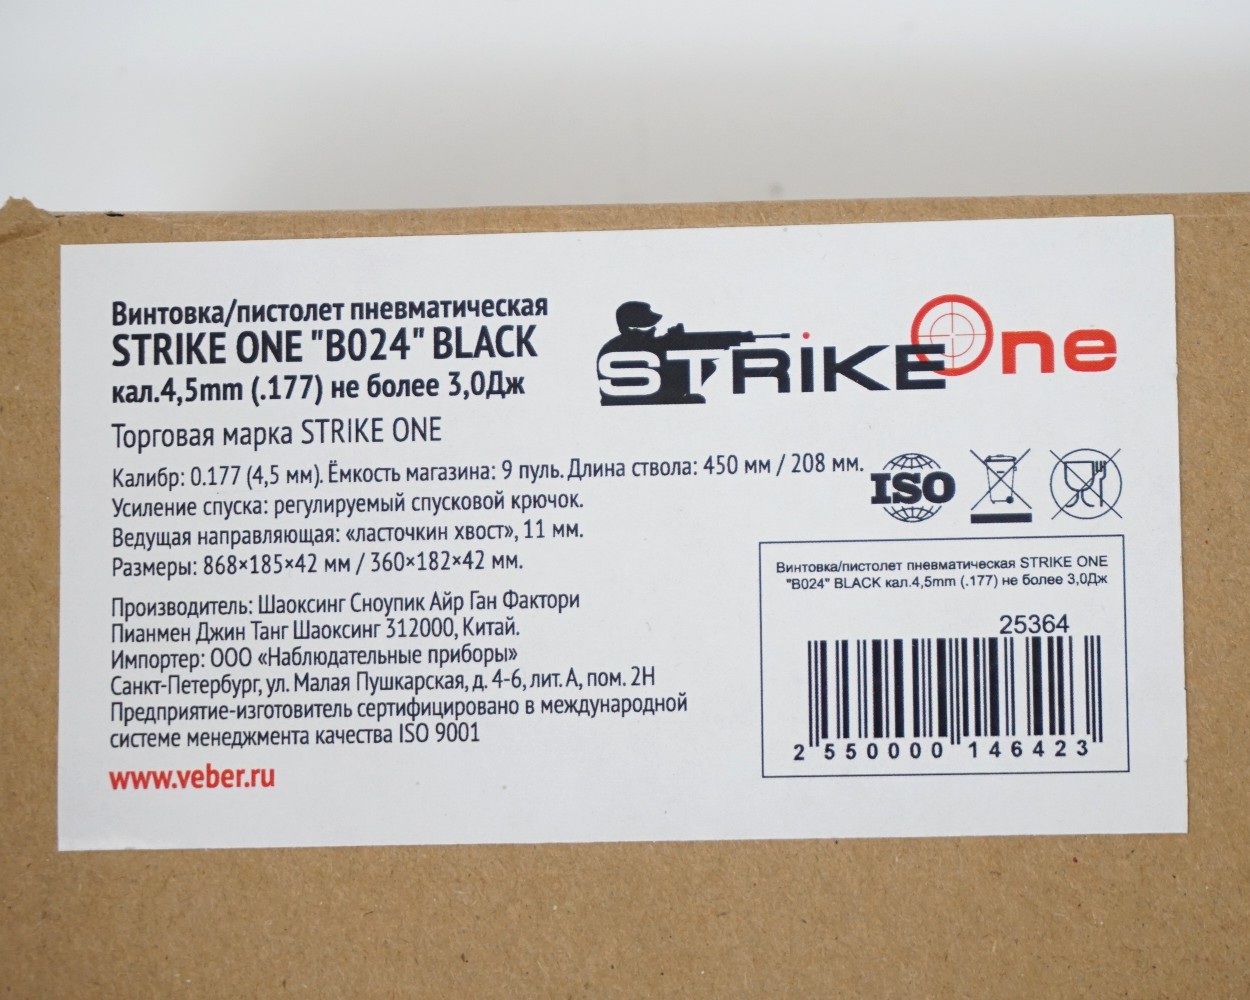 Винтовка/пистолет пневматическая
STRIKE ONE "B024" BLACK
кал.4,5mm (.177) не более 3,0Дж
Торговая марка STRIKE ONE
Калибр: 0.177 (4,5 мм). Ёмкость магазина: 9 пуль. Длина ствола: 450 мм / 208 мм.
Усиление спуска: регулируемый спусковой крючок.
Ведущая направляющая: «ласточкин хвост», 11 мм.
Размеры: 868×185×42 мм / 360×182×42 мм.
Производитель: Шаоксинг Сноупик Айр Ган Фактори
Пианмен Джин Танг Шаоксинг 312000, Китай.
Импортер: ООО «Наблюдательные приборы»
Санкт-Петербург, ул. Малая Пушкарская, д. 4-6, лит. А, пом. 2Н
Предприятие-изготовитель сертифицировано в международной
системе менеджмента качества ISO 9001
www.veber.ru
STRIKE One
ISO
Винтовка/пистолет пневматическая STRIKE ONE
"B024" BLACK кал.4,5mm (.177) не более 3,0Дж
25364
2 550000 146423